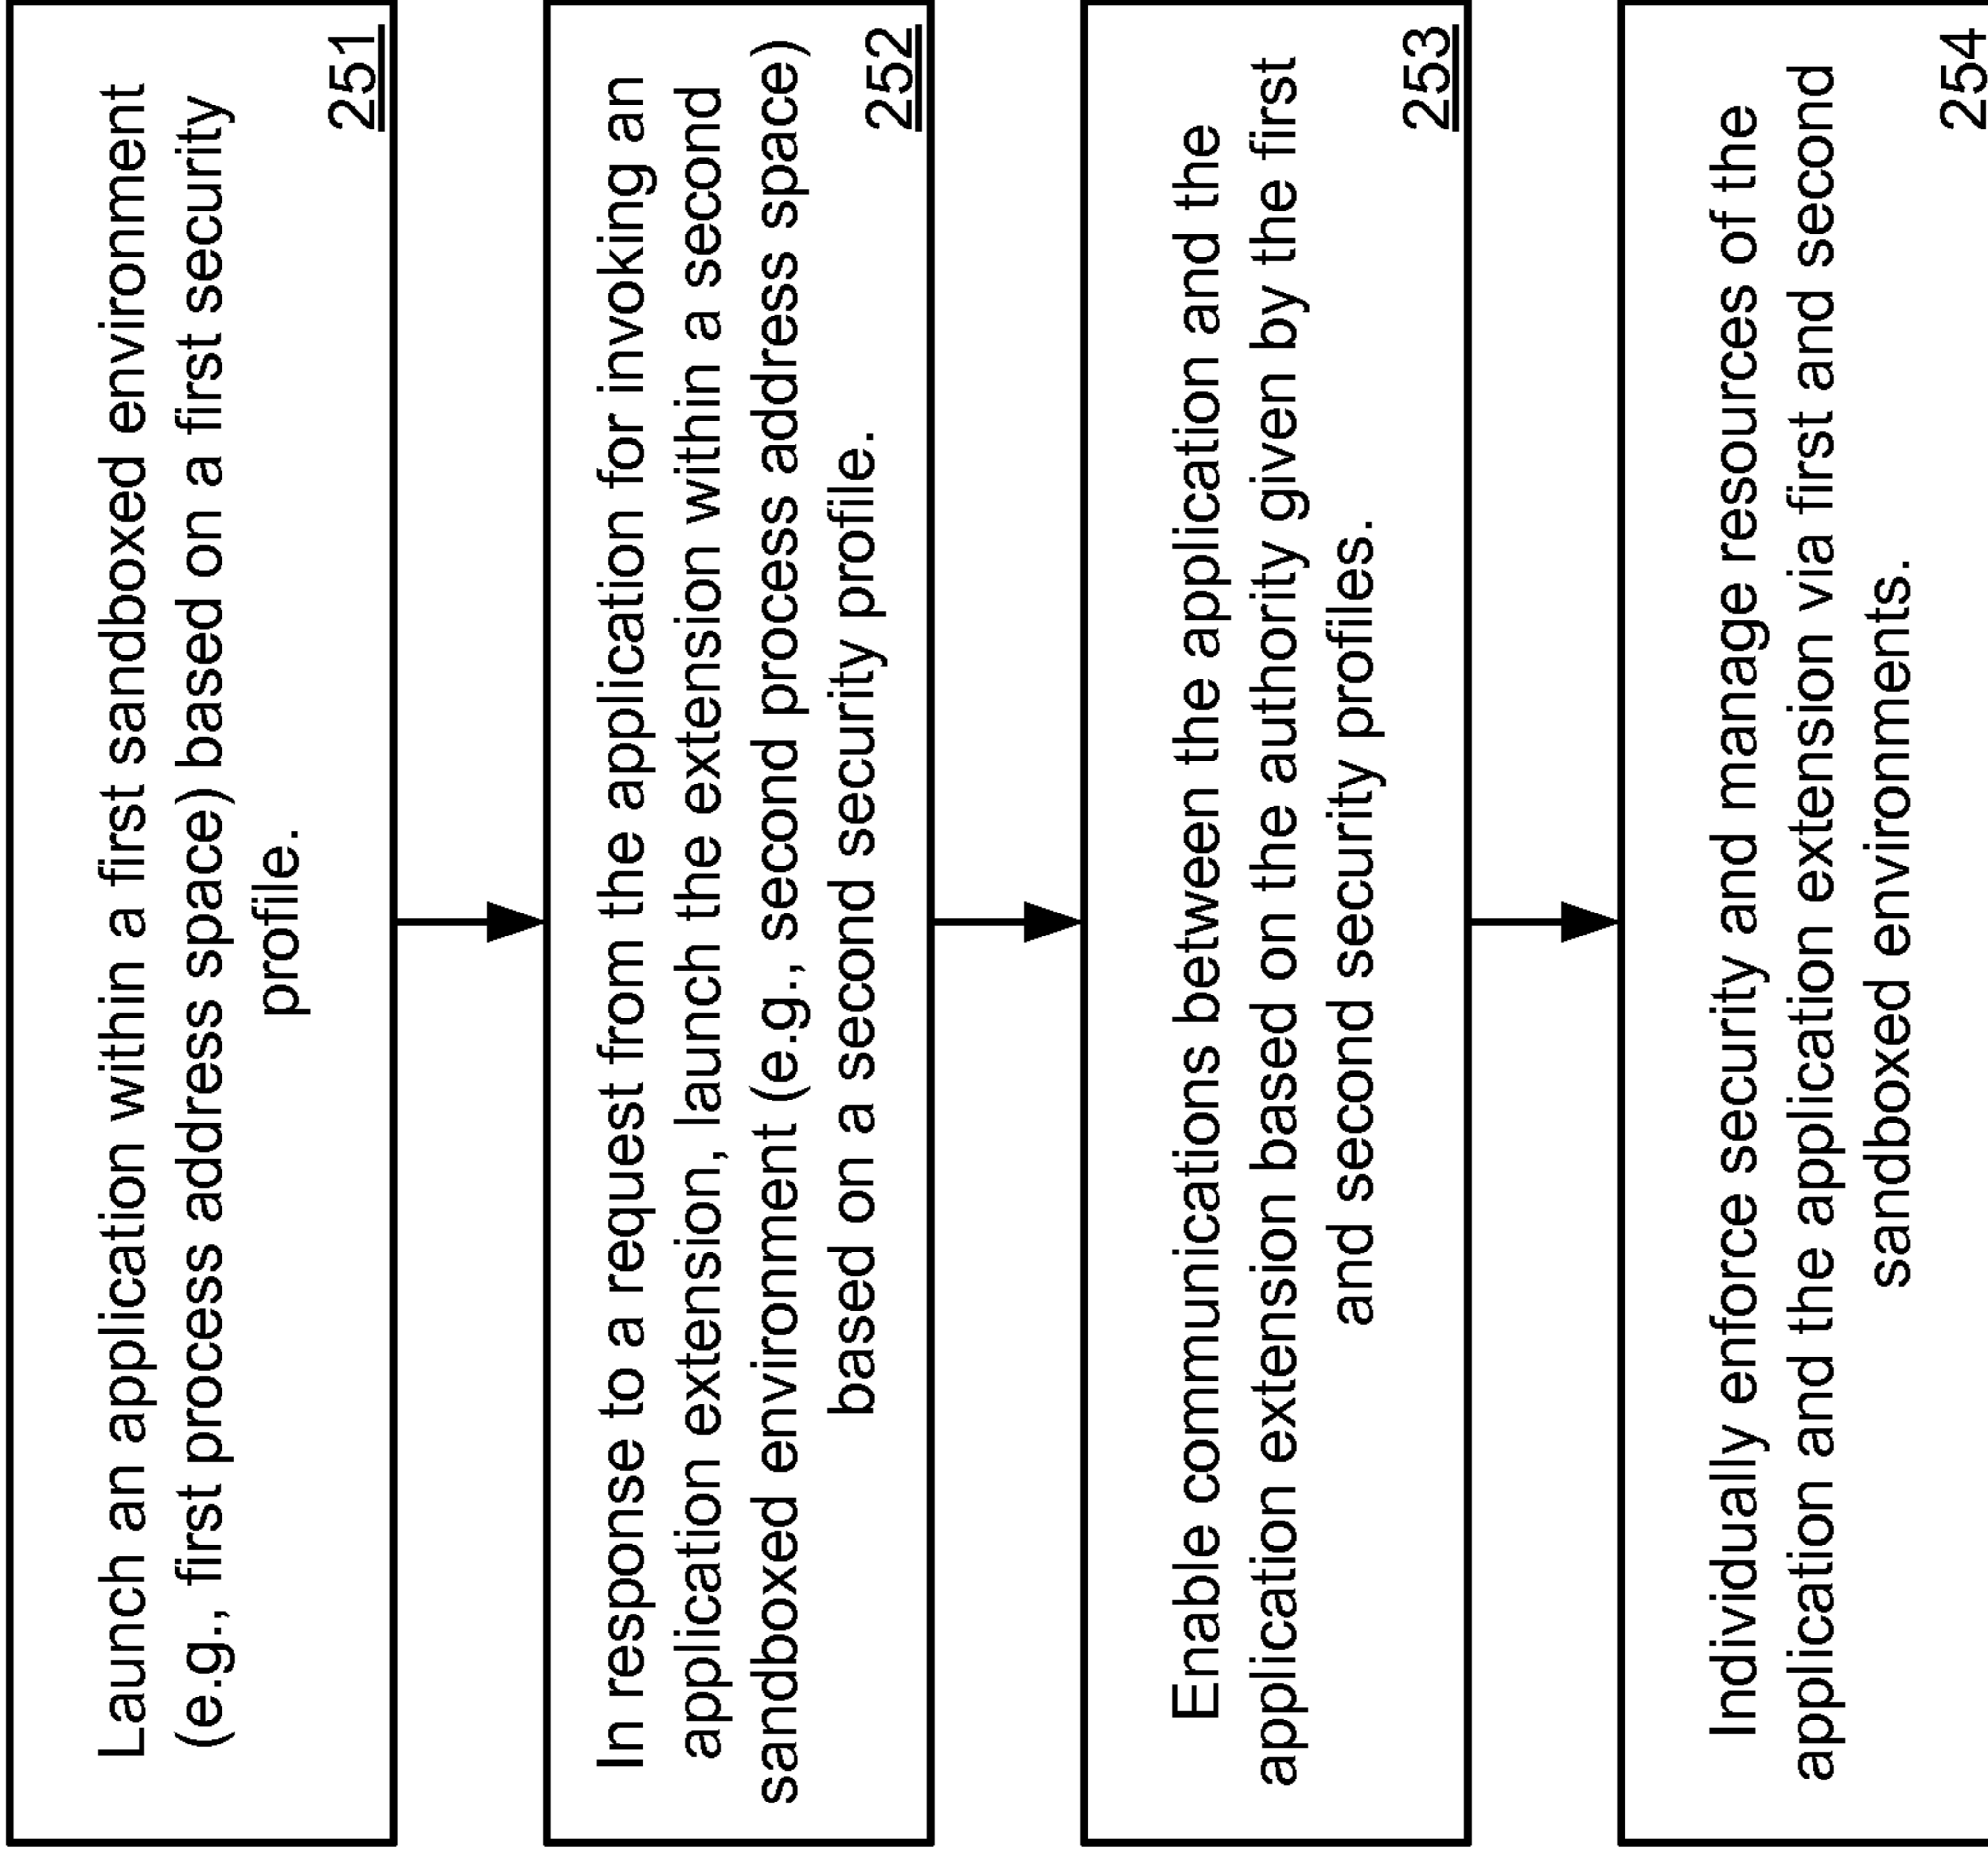 Launch an application within a first sandboxed environment
(e.g., first process address space) based on a first security
profile.
251
In response to a request from the application for invoking an
application extension, launch the extension within a second
sandboxed environment (e.g., second process address space)
based on a second security profile.
252
Enable communications between the application and the
application extension based on the authority given by the first
and second security profiles.
253
Individually enforce security and manage resources of the
application and the application extension via first and second
sandboxed environments.
254